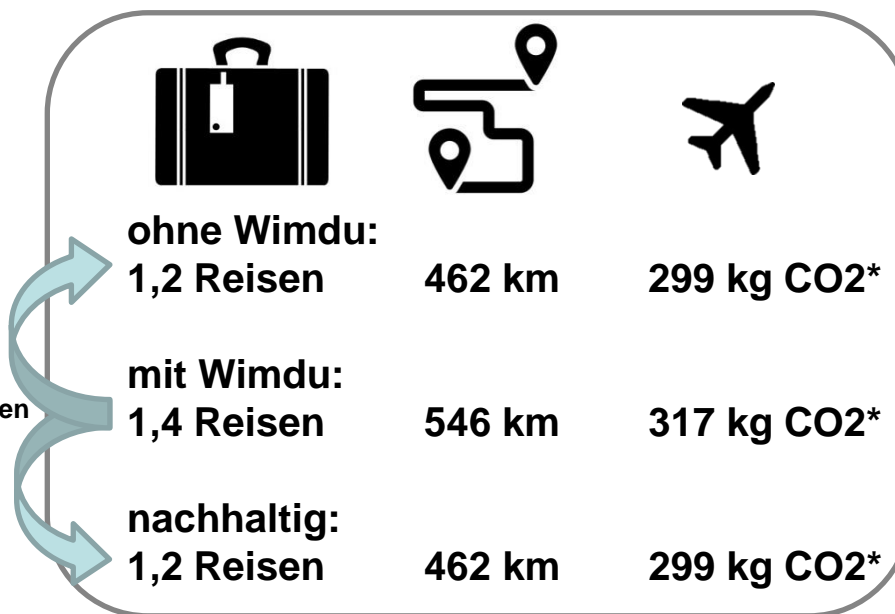 ohne Wimdu:
1,2 Reisen 462 km 299 kg CO2*
mit Wimdu:
en
1,4 Reisen 546 km 317 kg CO2*
nachhaltig:
1,2 Reisen 462 km 299 kg CO2*